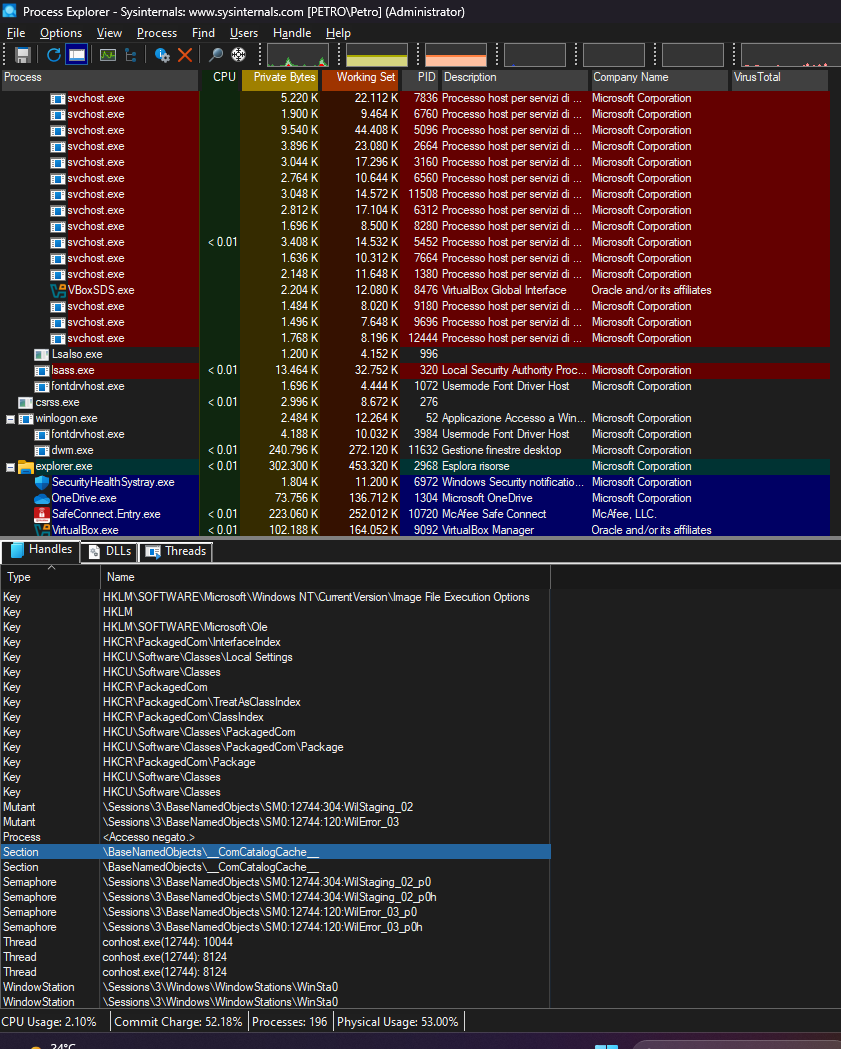 Process Explorer - Sysinternals: www.sysinternals.com [PETRO\Petro] (Administrator)
File Options View Process Find Users Handle Help
Process CPU Private Bytes Working Set PID Description Company Name VirusTotal
svchost.exe 5.220 K 22.112 K 7836 Processo host per servizi di ... Microsoft Corporation
svchost.exe 1.900 K 9.464 K 6760 Processo host per servizi di ... Microsoft Corporation
svchost.exe 9.540 K 44.408 K 5096 Processo host per servizi di ... Microsoft Corporation
svchost.exe 3.896 K 23.080 K 2664 Processo host per servizi di ... Microsoft Corporation
svchost.exe 3.044 K 17.296 K 3160 Processo host per servizi di ... Microsoft Corporation
svchost.exe 2.764 K 10.644 K 6560 Processo host per servizi di ... Microsoft Corporation
svchost.exe 3.048 K 14.572 K 11508 Processo host per servizi di ... Microsoft Corporation
svchost.exe 2.812 K 17.104 K 6312 Processo host per servizi di ... Microsoft Corporation
svchost.exe 1.696 K 8.500 K 8280 Processo host per servizi di ... Microsoft Corporation
svchost.exe < 0.01 3.408 K 14.532 K 5452 Processo host per servizi di ... Microsoft Corporation
svchost.exe 1.636 K 10.312 K 7664 Processo host per servizi di ... Microsoft Corporation
svchost.exe 2.148 K 11.648 K 1380 Processo host per servizi di ... Microsoft Corporation
VBoxSDS.exe 2.204 K 12.080 K 8476 VirtualBox Global Interface Oracle and/or its affiliates
svchost.exe 1.484 K 8.020 K 9180 Processo host per servizi di ... Microsoft Corporation
svchost.exe 1.496 K 7.648 K 9696 Processo host per servizi di ... Microsoft Corporation
svchost.exe 1.768 K 8.196 K 12444 Processo host per servizi di ... Microsoft Corporation
LsaIso.exe 1.200 K 4.152 K 996
lsass.exe < 0.01 13.464 K 32.752 K 320 Local Security Authority Proc... Microsoft Corporation
fontdrvhost.exe 1.696 K 4.444 K 1072 Usermode Font Driver Host Microsoft Corporation
csrss.exe < 0.01 2.996 K 8.672 K 276
winlogon.exe 2.484 K 12.264 K 52 Applicazione Accesso a Win... Microsoft Corporation
fontdrvhost.exe 4.188 K 10.032 K 3984 Usermode Font Driver Host Microsoft Corporation
dwm.exe < 0.01 240.796 K 272.120 K 11632 Gestione finestre desktop Microsoft Corporation
explorer.exe < 0.01 302.300 K 453.320 K 2968 Esplora risorse Microsoft Corporation
SecurityHealthSystray.exe 1.804 K 11.200 K 6972 Windows Security notificatio... Microsoft Corporation
OneDrive.exe 73.756 K 136.712 K 1304 Microsoft OneDrive Microsoft Corporation
SafeConnect.Entry.exe < 0.01 223.060 K 252.012 K 10720 McAfee Safe Connect McAfee, LLC.
VirtualBox.exe < 0.01 102.188 K 164.052 K 9092 VirtualBox Manager Oracle and/or its affiliates
Handles DLLs Threads
Type Name
Key HKLM\SOFTWARE\Microsoft\Windows NT\CurrentVersion\Image File Execution Options
Key HKLM
Key HKLM\SOFTWARE\Microsoft\Ole
Key HKCR\PackagedCom\InterfaceIndex
Key HKCU\Software\Classes\Local Settings
Key HKCU\Software\Classes
Key HKCR\PackagedCom
Key HKCR\PackagedCom\TreatAsClassIndex
Key HKCR\PackagedCom\ClassIndex
Key HKCU\Software\Classes\PackagedCom
Key HKCU\Software\Classes\PackagedCom\Package
Key HKCR\PackagedCom\Package
Key HKCU\Software\Classes
Key HKCU\Software\Classes
Mutant \Sessions\3\BaseNamedObjects\SM0:12744:304:WilStaging_02
Mutant \Sessions\3\BaseNamedObjects\SM0:12744:120:WilError_03
Process <Accesso negato.>
Section \BaseNamedObjects\__ComCatalogCache__
Section \BaseNamedObjects\__ComCatalogCache__
Semaphore \Sessions\3\BaseNamedObjects\SM0:12744:304:WilStaging_02_p0
Semaphore \Sessions\3\BaseNamedObjects\SM0:12744:304:WilStaging_02_p0h
Semaphore \Sessions\3\BaseNamedObjects\SM0:12744:120:WilError_03_p0
Semaphore \Sessions\3\BaseNamedObjects\SM0:12744:120:WilError_03_p0h
Thread conhost.exe(12744): 10044
Thread conhost.exe(12744): 8124
Thread conhost.exe(12744): 8124
WindowStation \Sessions\3\Windows\WindowStations\WinSta0
WindowStation \Sessions\3\Windows\WindowStations\WinSta0
CPU Usage: 2.10% Commit Charge: 52.18% Processes: 196 Physical Usage: 53.00%